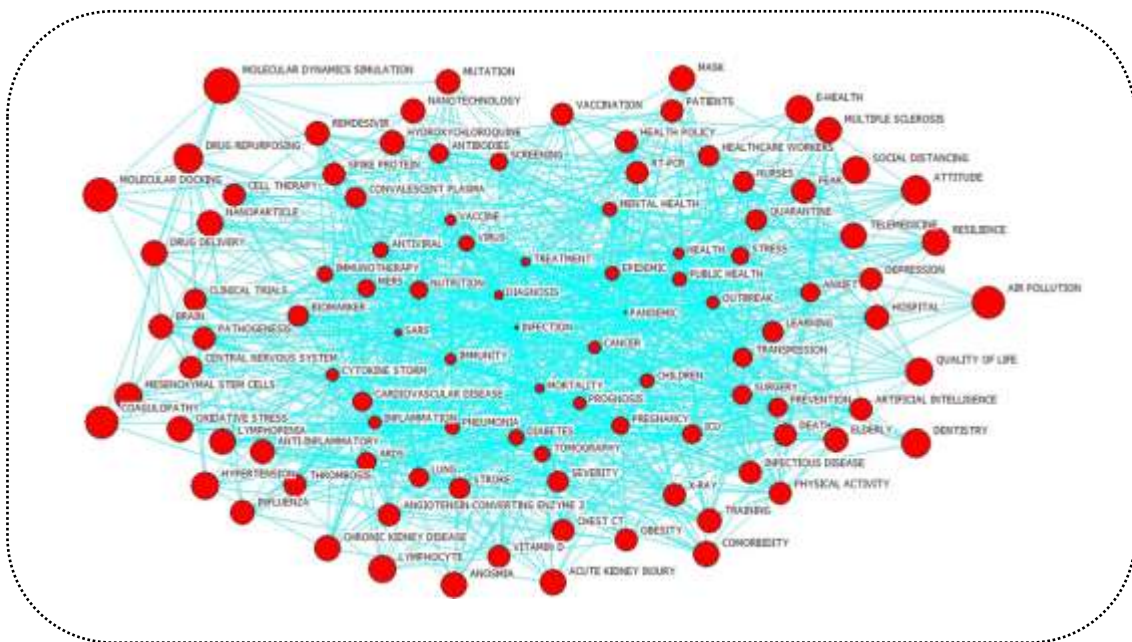 MOLECULAR DYNAMICS SIMULATION
MUTATION
MASK
NANOTECHNOLOGY
VACCINATION
PATIENTS
E-HEALTH
REMDESIVIR
HYDROXYCHLOROQUINE
HEALTH POLICY
MULTIPLE SCLEROSIS
DRUG REPURPOSING
ANTIBODIES
SCREENING
HEALTHCARE WORKERS
SPIKE PROTEIN
RT-PCR
SOCIAL DISTANCING
MOLECULAR DOCKING
CELL THERAPY
CONVALESCENT PLASMA
NURSES
FEAR
ATTITUDE
NANOPARTICLE
VACCINE
MENTAL HEALTH
QUARANTINE
TELEMEDICINE
RESILIENCE
DRUG DELIVERY
ANTIVIRAL
VIRUS
TREATMENT
HEALTH
STRESS
IMMUNOTHERAPY
EPIDEMIC
PUBLIC HEALTH
DEPRESSION
MERS
NUTRITION
DIAGNOSIS
ANXIETY
AIR POLLUTION
CLINICAL TRIALS
OUTBREAK
BIOMARKER
PANDEMIC
HOSPITAL
BRAIN
PATHOGENESIS
SARS
INFECTION
LEARNING
CENTRAL NERVOUS SYSTEM
IMMUNITY
CANCER
TRANSMISSION
QUALITY OF LIFE
CYTOKINE STORM
CHILDREN
MESENCHYMAL STEM CELLS
CARDIOVASCULAR DISEASE
MORTALITY
SURGERY
PROGNOSIS
PREVENTION
ARTIFICIAL INTELLIGENCE
COAGULOPATHY
OXIDATIVE STRESS
INFLAMMATION
PNEUMONIA
PREGNANCY
LYMPHOPENIA
DIABETES
ICU
DEATH
ELDERLY
DENTISTRY
ANTI-INFLAMMATORY
TOMOGRAPHY
ARDS
HYPERTENSION
THROMBOSIS
LUNG
STROKE
SEVERITY
INFECTIOUS DISEASE
X-RAY
PHYSICAL ACTIVITY
INFLUENZA
ANGIOTENSIN-CONVERTING ENZYME 2
TRAINING
CHEST CT
CHRONIC KIDNEY DISEASE
OBESITY
LYMPHOCYTE
VITAMIN D
COMORBIDITY
ANOSMIA
ACUTE KIDNEY INJURY